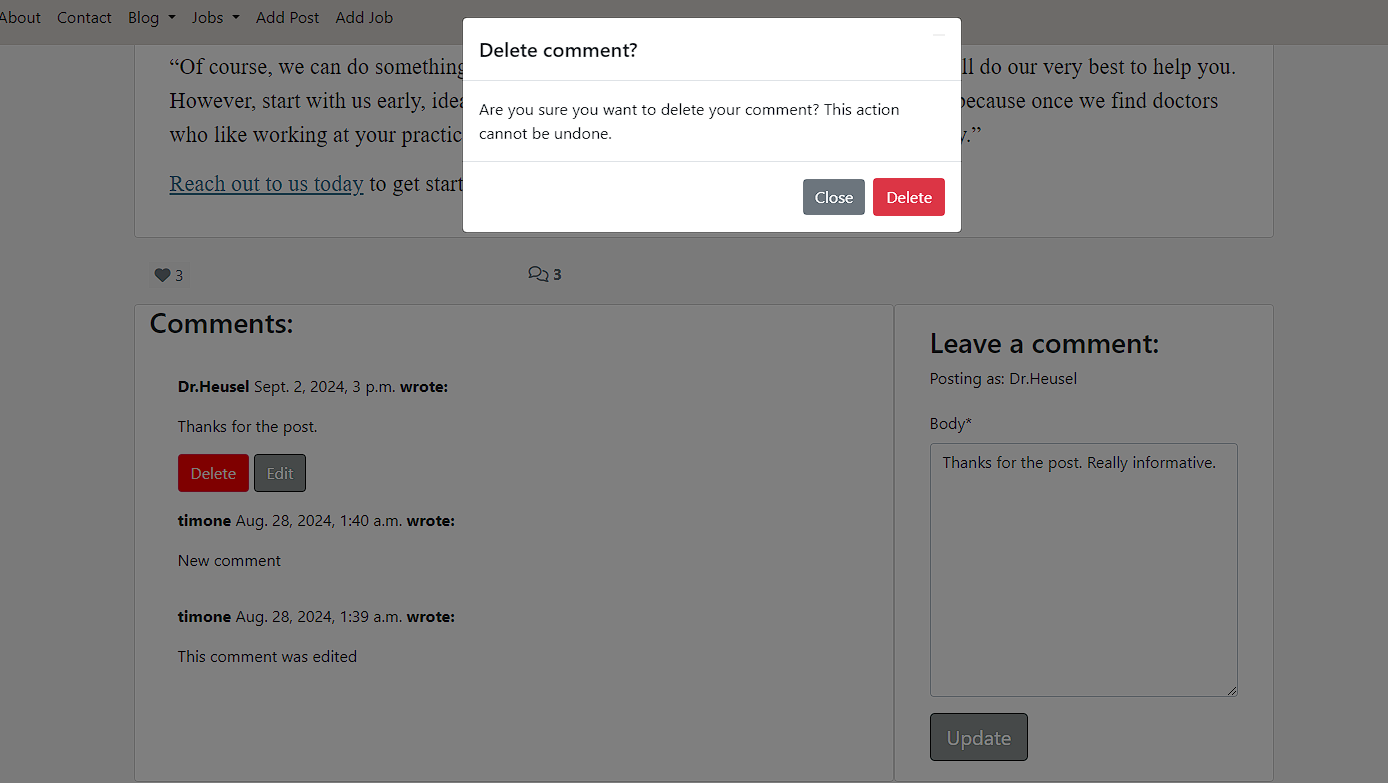 About Contact Blog Jobs Add Post Add Job
Delete comment?
Are you sure you want to delete your comment? This action
cannot be undone.
Close Delete
“Of course, we can do something ll do our very best to help you.
However, start with us early, idea because once we find doctors
who like working at your practic y.”
Reach out to us today to get start
3
3
Comments:
Dr.Heusel Sept. 2, 2024, 3 p.m. wrote:
Thanks for the post.
Delete Edit
timone Aug. 28, 2024, 1:40 a.m. wrote:
New comment
timone Aug. 28, 2024, 1:39 a.m. wrote:
This comment was edited
Leave a comment:
Posting as: Dr.Heusel
Body*
Thanks for the post. Really informative.
Update